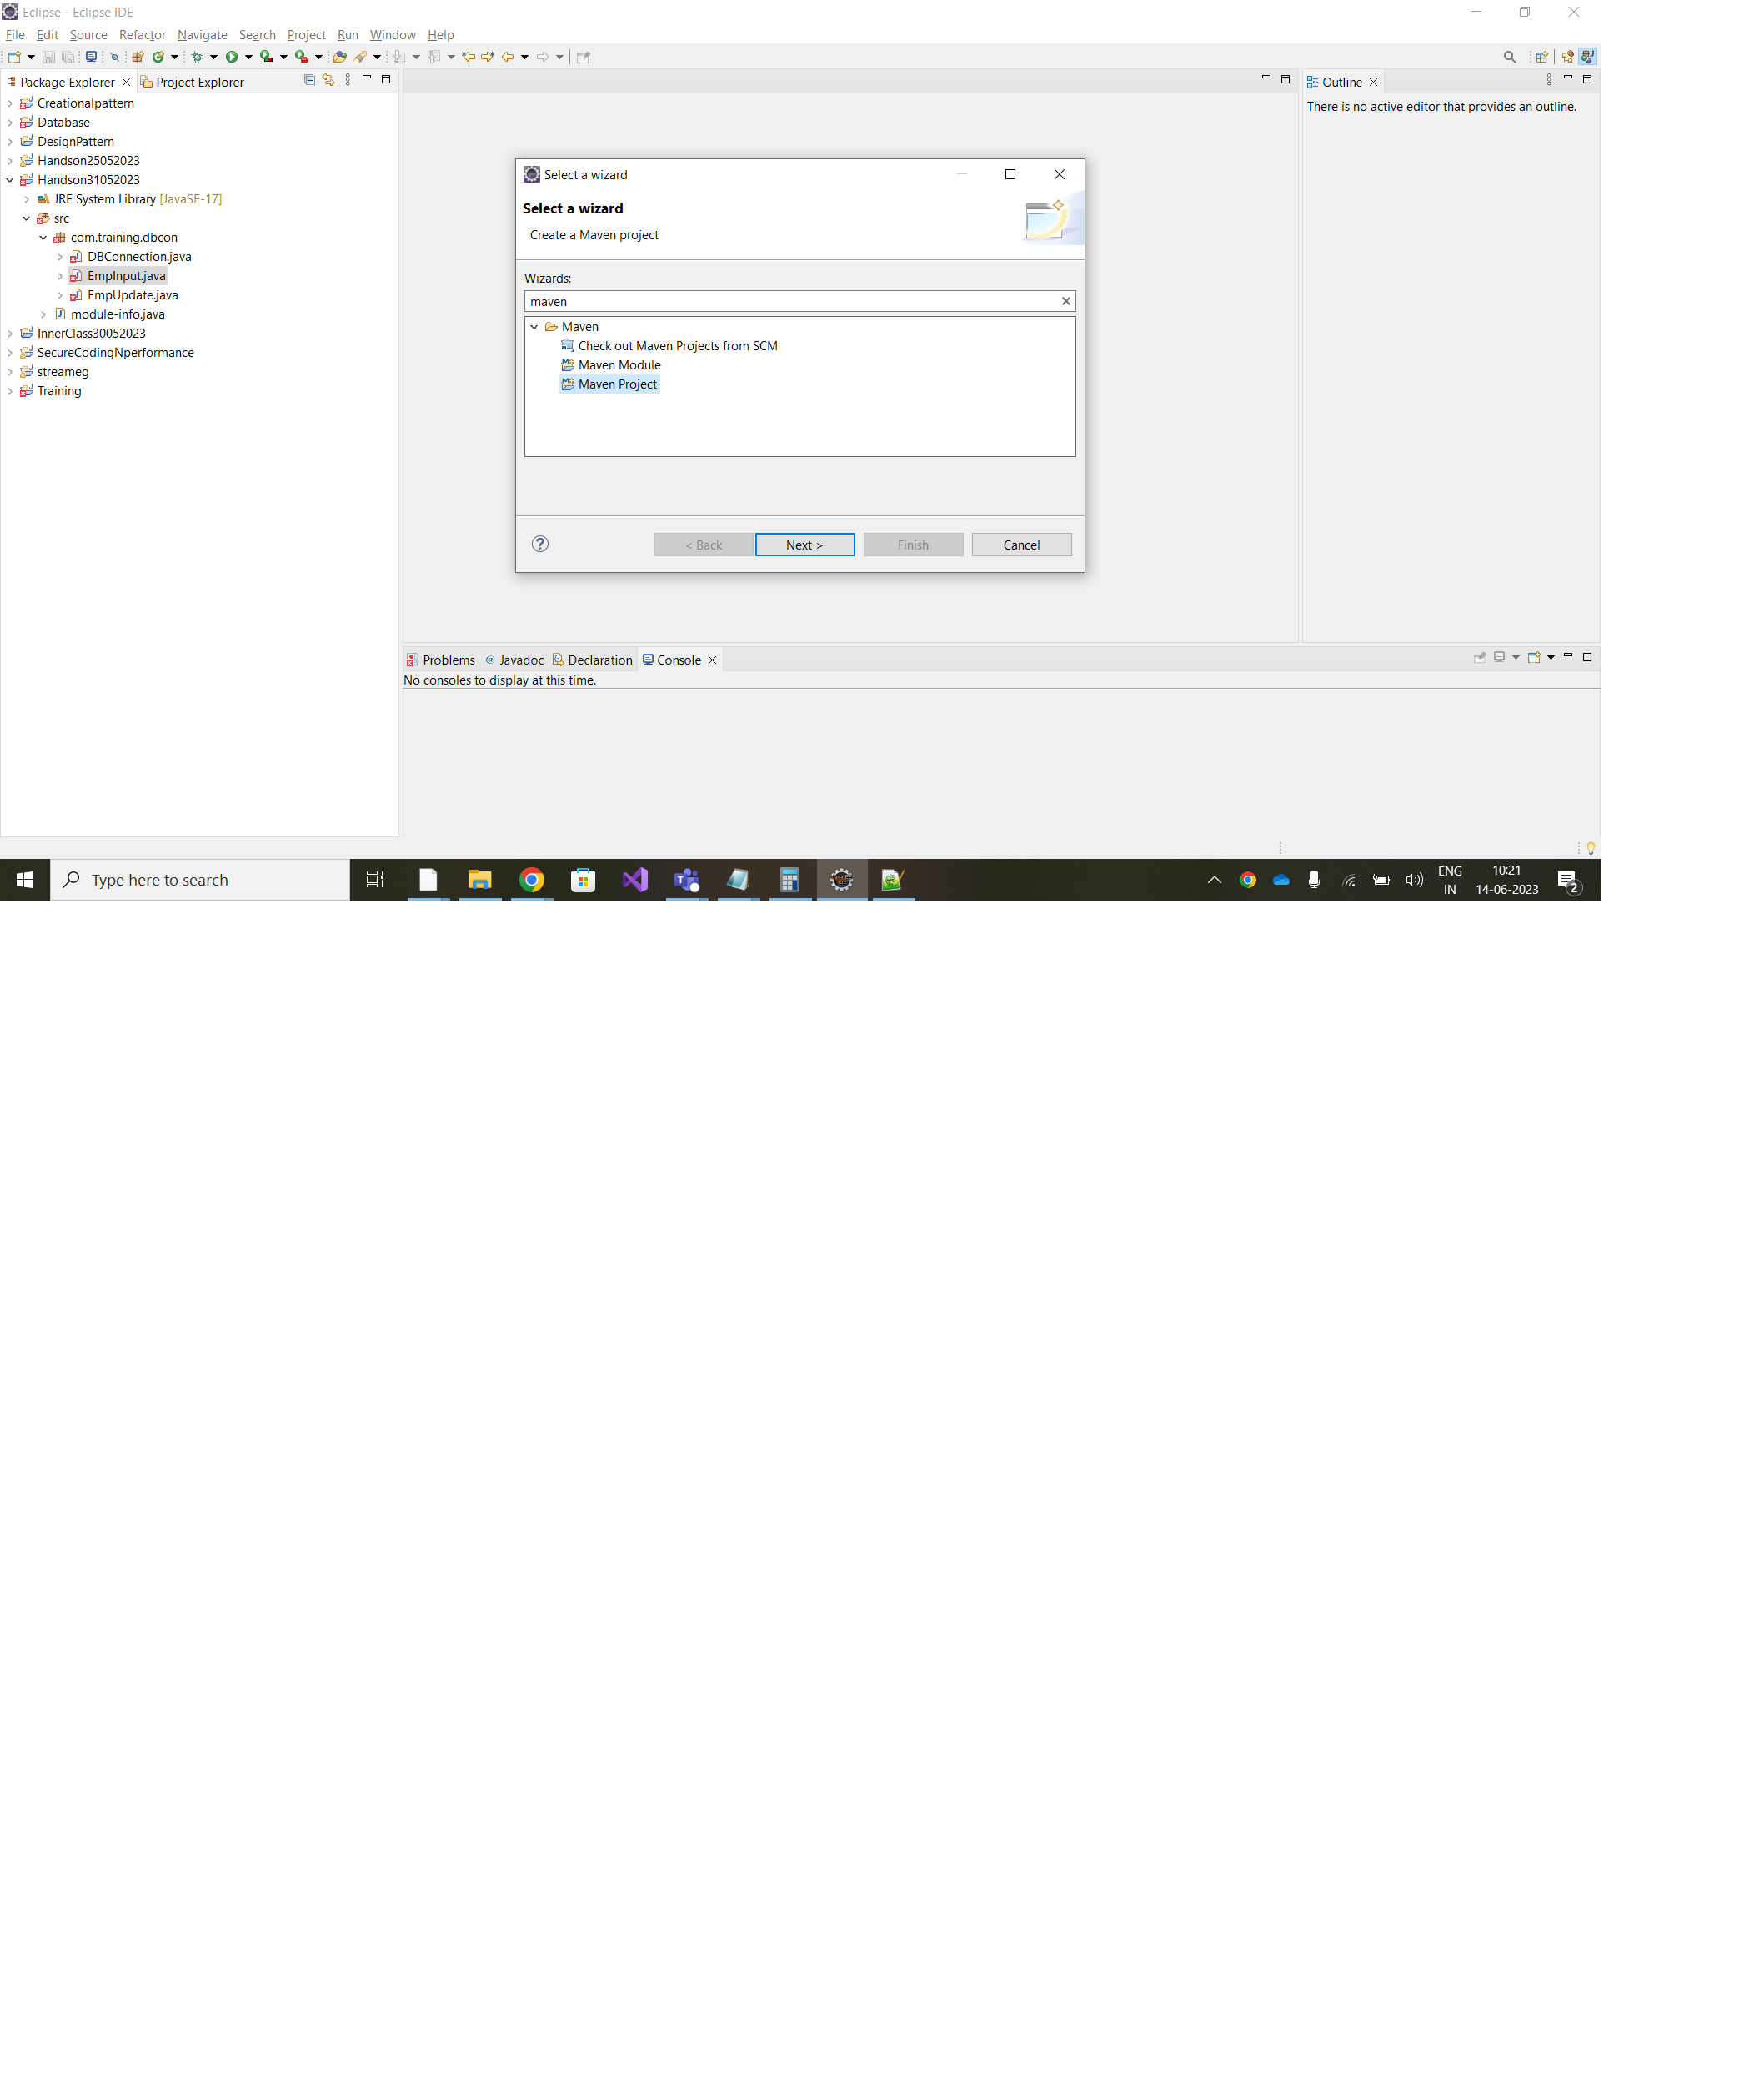 Eclipse - Eclipse IDE
File Edit Source Refactor Navigate Search Project Run Window Help
Package Explorer Project Explorer
Creationalpattern
Database
DesignPattern
Handson25052023
Handson31052023
JRE System Library [JavaSE-17]
src
com.training.dbcon
DBConnection.java
EmpInput.java
EmpUpdate.java
module-info.java
InnerClass30052023
SecureCodingNperformance
streameg
Training
Select a wizard
Select a wizard
Create a Maven project
Wizards:
maven
Maven
Check out Maven Projects from SCM
Maven Module
Maven Project
< Back Next > Finish Cancel
Outline
There is no active editor that provides an outline.
Problems Javadoc Declaration Console
No consoles to display at this time.
Type here to search
ENG
IN
10:21
14-06-2023
2